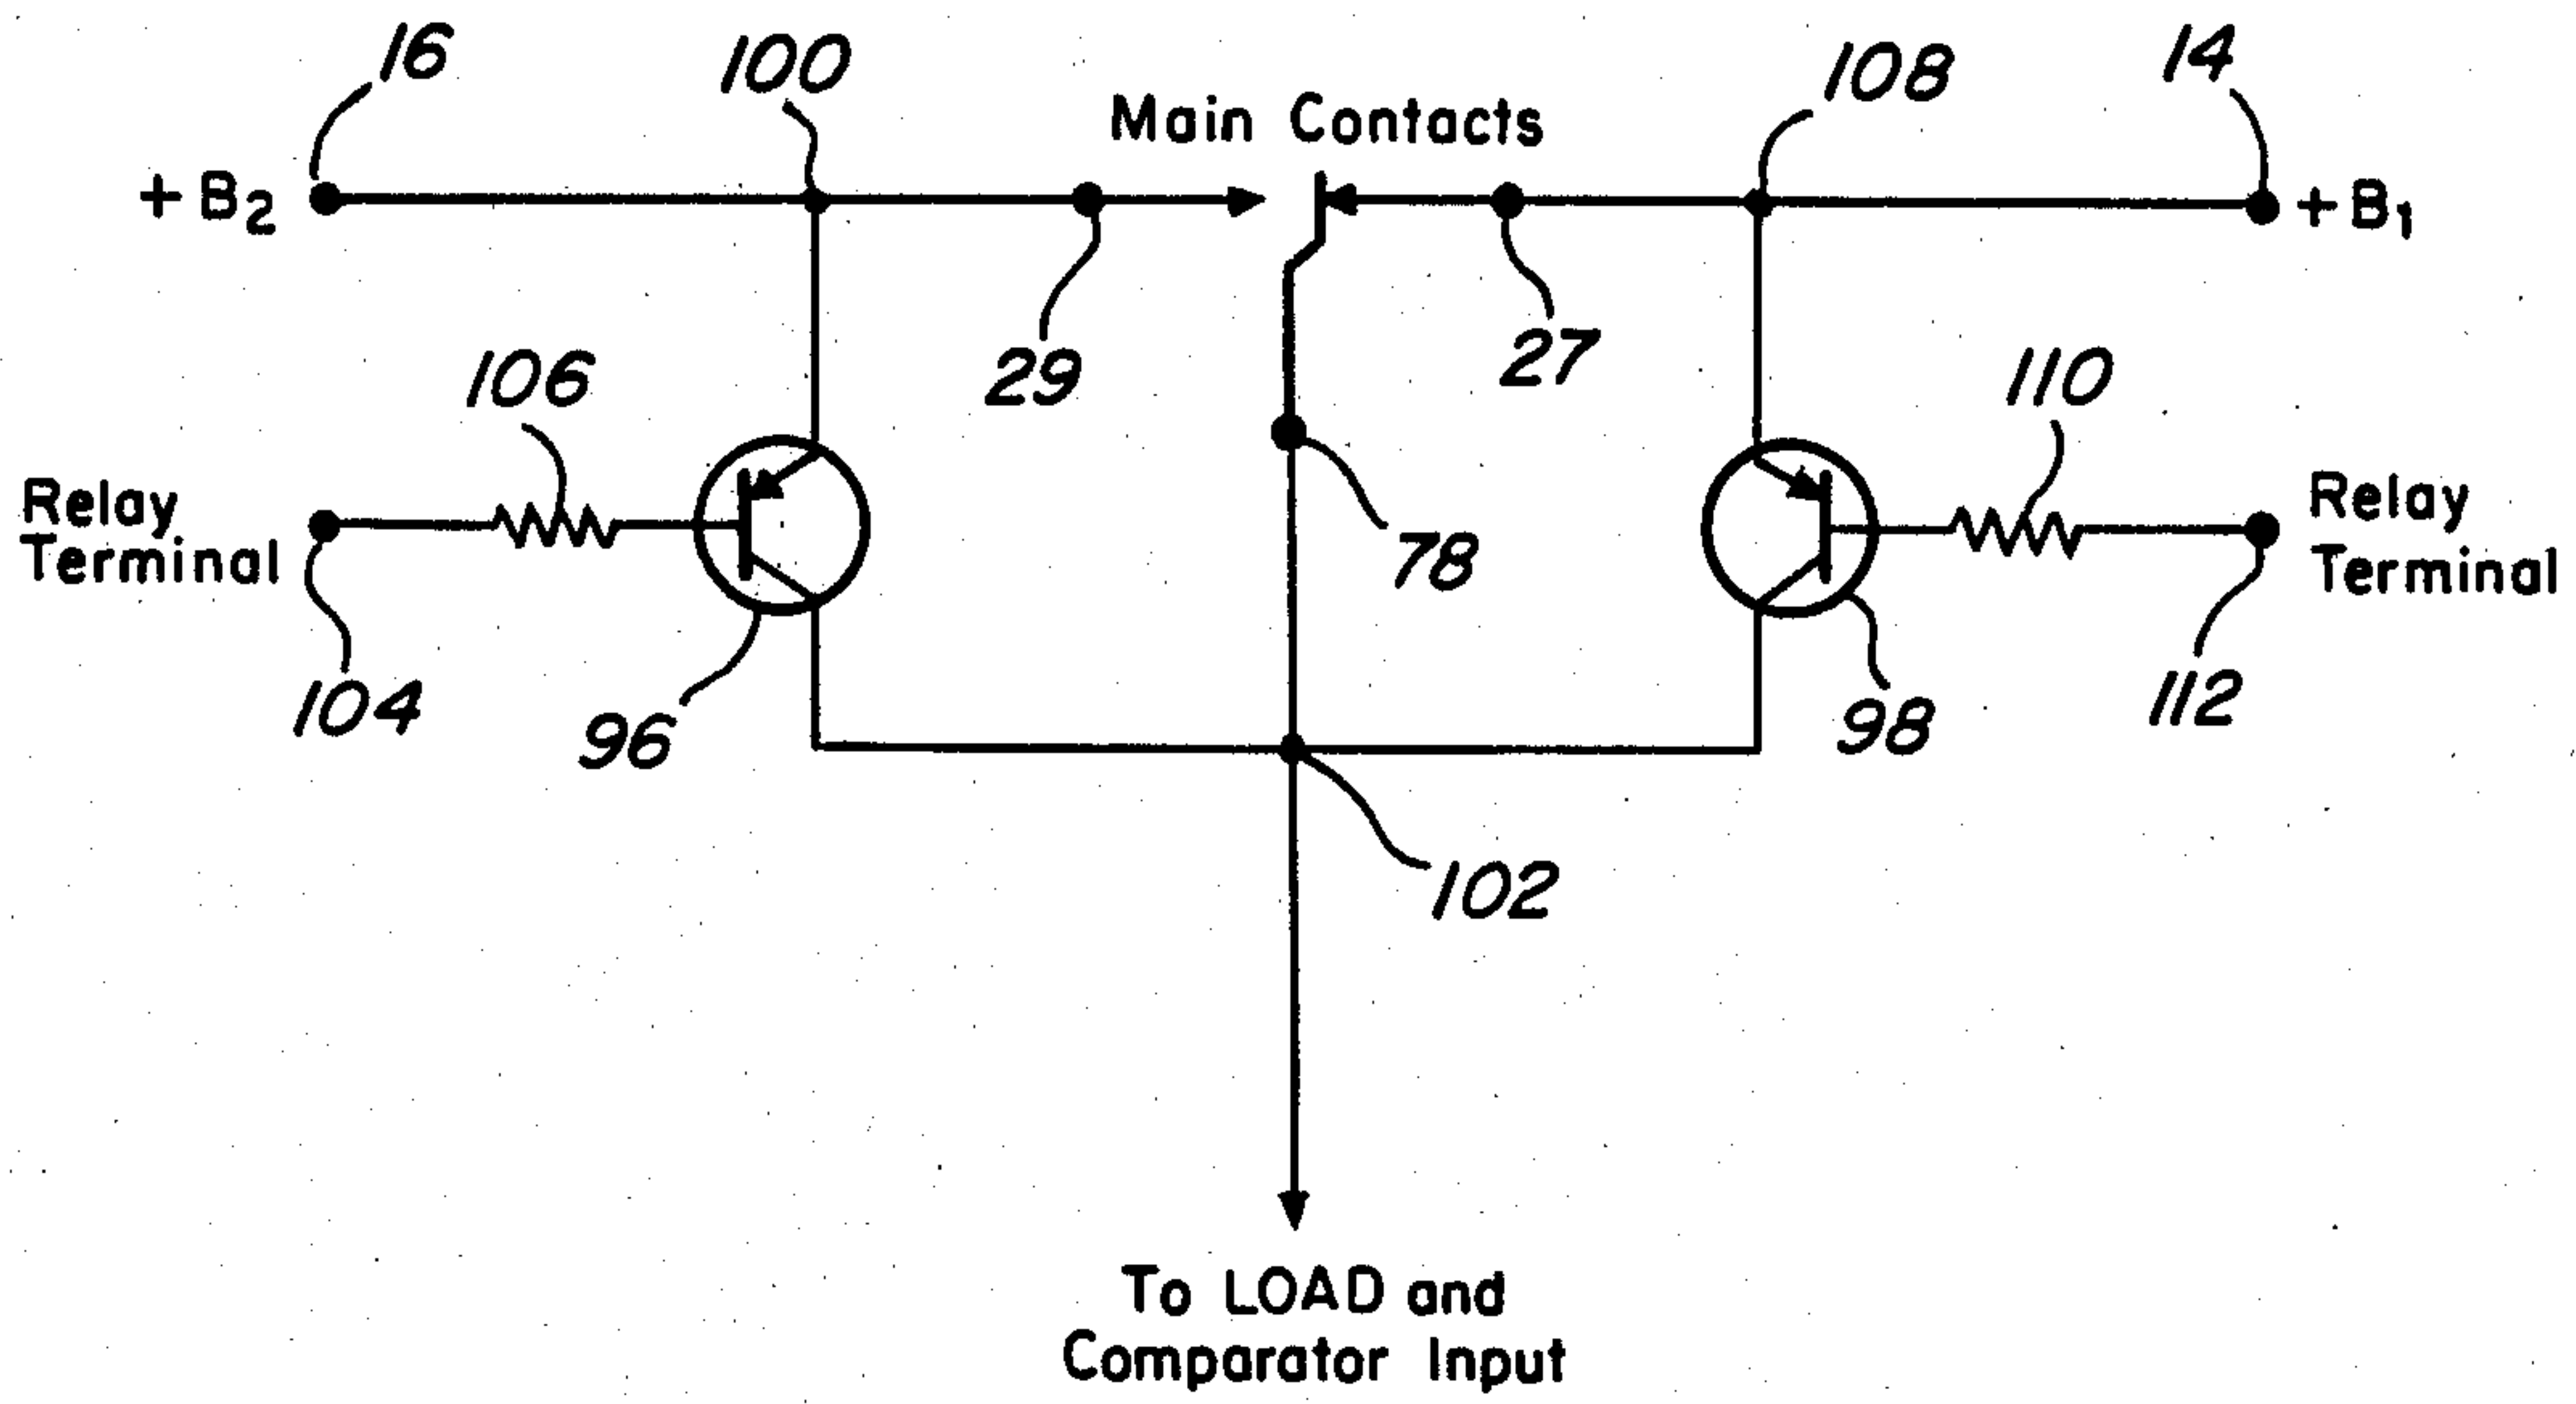 16
100
108
14
Main Contacts
+ B2
+ B1
29
27
106
110
78
Relay
Terminal
Relay
Terminal
104
96
98
112
102
To LOAD and
Comparator Input